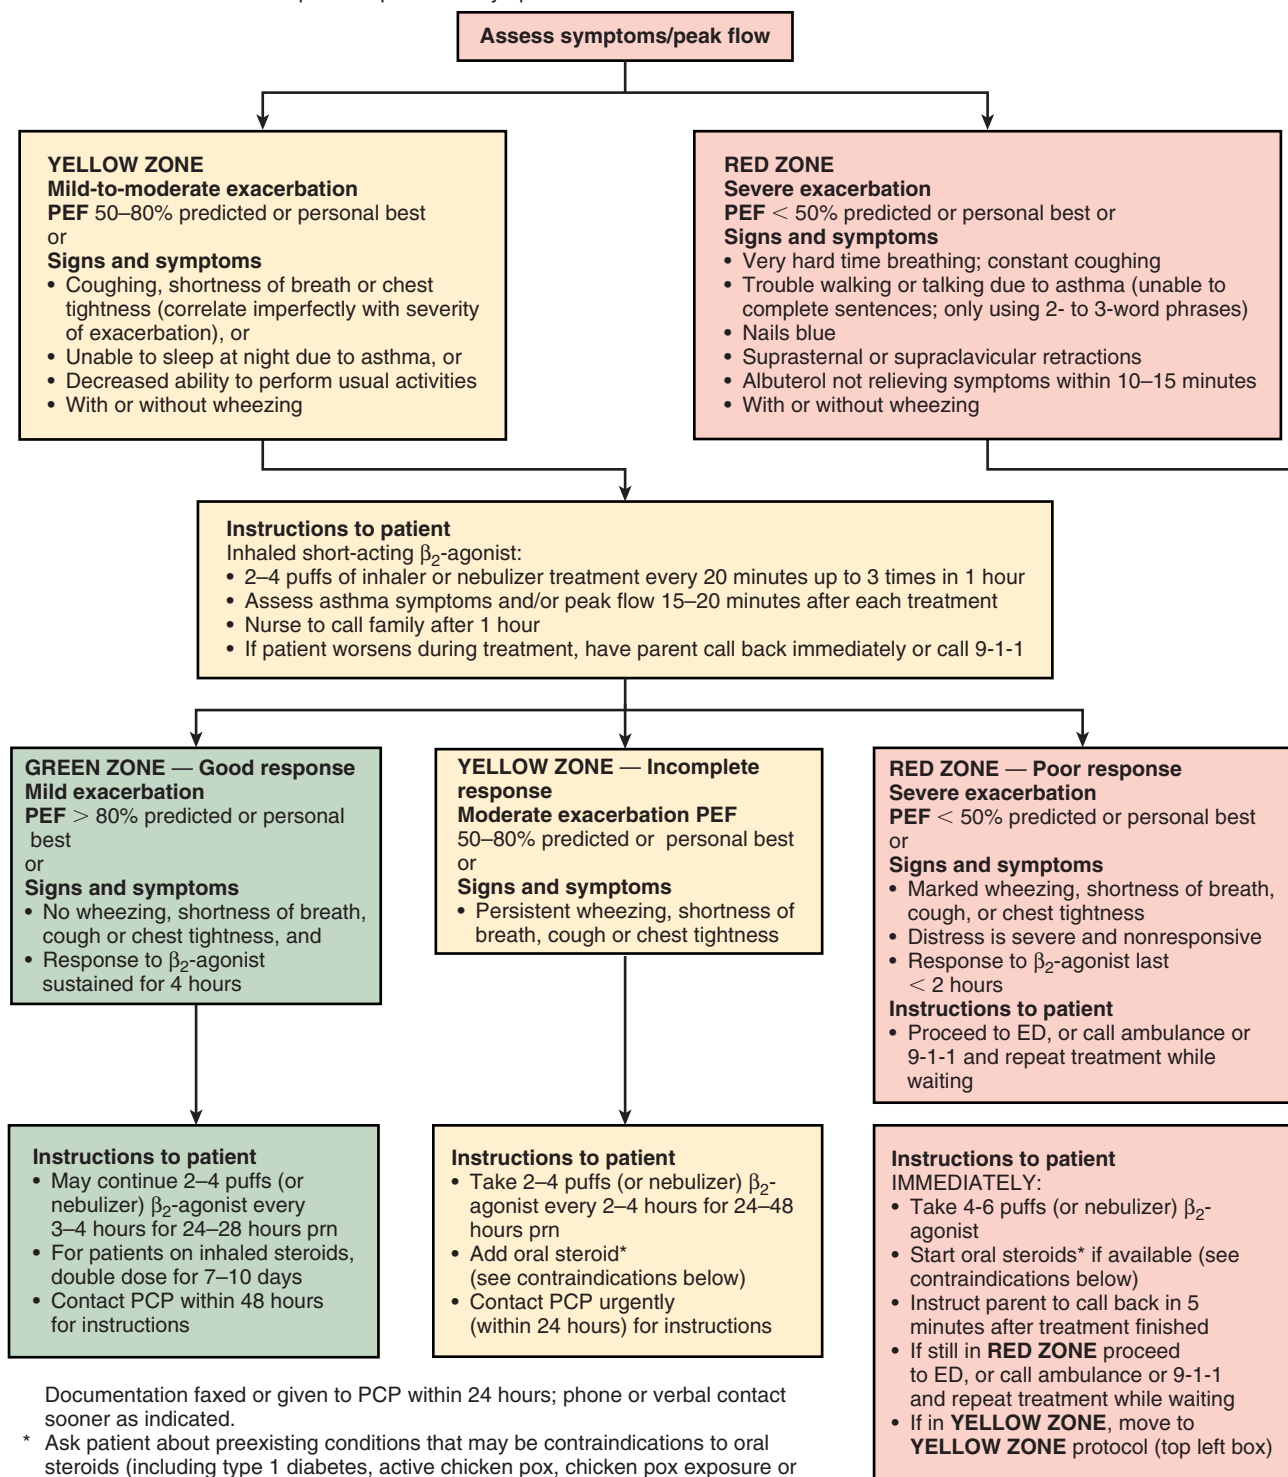 Assess symptoms/peak flow
YELLOW ZONE
Mild-to-moderate exacerbation
PEF 50–80% predicted or personal best
or
Signs and symptoms
• Coughing, shortness of breath or chest
tightness (correlate imperfectly with severity
of exacerbation), or
• Unable to sleep at night due to asthma, or
• Decreased ability to perform usual activities
• With or without wheezing
RED ZONE
Severe exacerbation
PEF < 50% predicted or personal best or
Signs and symptoms
• Very hard time breathing; constant coughing
• Trouble walking or talking due to asthma (unable to
complete sentences; only using 2- to 3-word phrases)
• Nails blue
• Suprasternal or supraclavicular retractions
• Albuterol not relieving symptoms within 10–15 minutes
• With or without wheezing
Instructions to patient
Inhaled short-acting β₂-agonist:
• 2–4 puffs of inhaler or nebulizer treatment every 20 minutes up to 3 times in 1 hour
• Assess asthma symptoms and/or peak flow 15–20 minutes after each treatment
• Nurse to call family after 1 hour
• If patient worsens during treatment, have parent call back immediately or call 9-1-1
GREEN ZONE — Good response
Mild exacerbation
PEF > 80% predicted or personal
best
or
Signs and symptoms
• No wheezing, shortness of breath,
cough or chest tightness, and
• Response to β₂-agonist
sustained for 4 hours
YELLOW ZONE — Incomplete
response
Moderate exacerbation PEF
50–80% predicted or personal best
or
Signs and symptoms
• Persistent wheezing, shortness of
breath, cough or chest tightness
RED ZONE — Poor response
Severe exacerbation
PEF < 50% predicted or personal best
or
Signs and symptoms
• Marked wheezing, shortness of breath,
cough, or chest tightness
• Distress is severe and nonresponsive
• Response to β₂-agonist last
< 2 hours
Instructions to patient
• Proceed to ED, or call ambulance or
9-1-1 and repeat treatment while
waiting
Instructions to patient
• May continue 2–4 puffs (or
nebulizer) β₂-agonist every
3–4 hours for 24–28 hours prn
• For patients on inhaled steroids,
double dose for 7–10 days
• Contact PCP within 48 hours
for instructions
Instructions to patient
• Take 2–4 puffs (or nebulizer) β₂-
agonist every 2–4 hours for 24–48
hours prn
• Add oral steroid*
(see contraindications below)
• Contact PCP urgently
(within 24 hours) for instructions
Instructions to patient
IMMEDIATELY:
• Take 4-6 puffs (or nebulizer) β₂-
agonist
• Start oral steroids* if available (see
contraindications below)
• Instruct parent to call back in 5
minutes after treatment finished
• If still in RED ZONE proceed
to ED, or call ambulance or 9-1-1
and repeat treatment while waiting
• If in YELLOW ZONE, move to
YELLOW ZONE protocol (top left box)
Documentation faxed or given to PCP within 24 hours; phone or verbal contact
sooner as indicated.
* Ask patient about preexisting conditions that may be contraindications to oral
steroids (including type 1 diabetes, active chicken pox, chicken pox exposure or